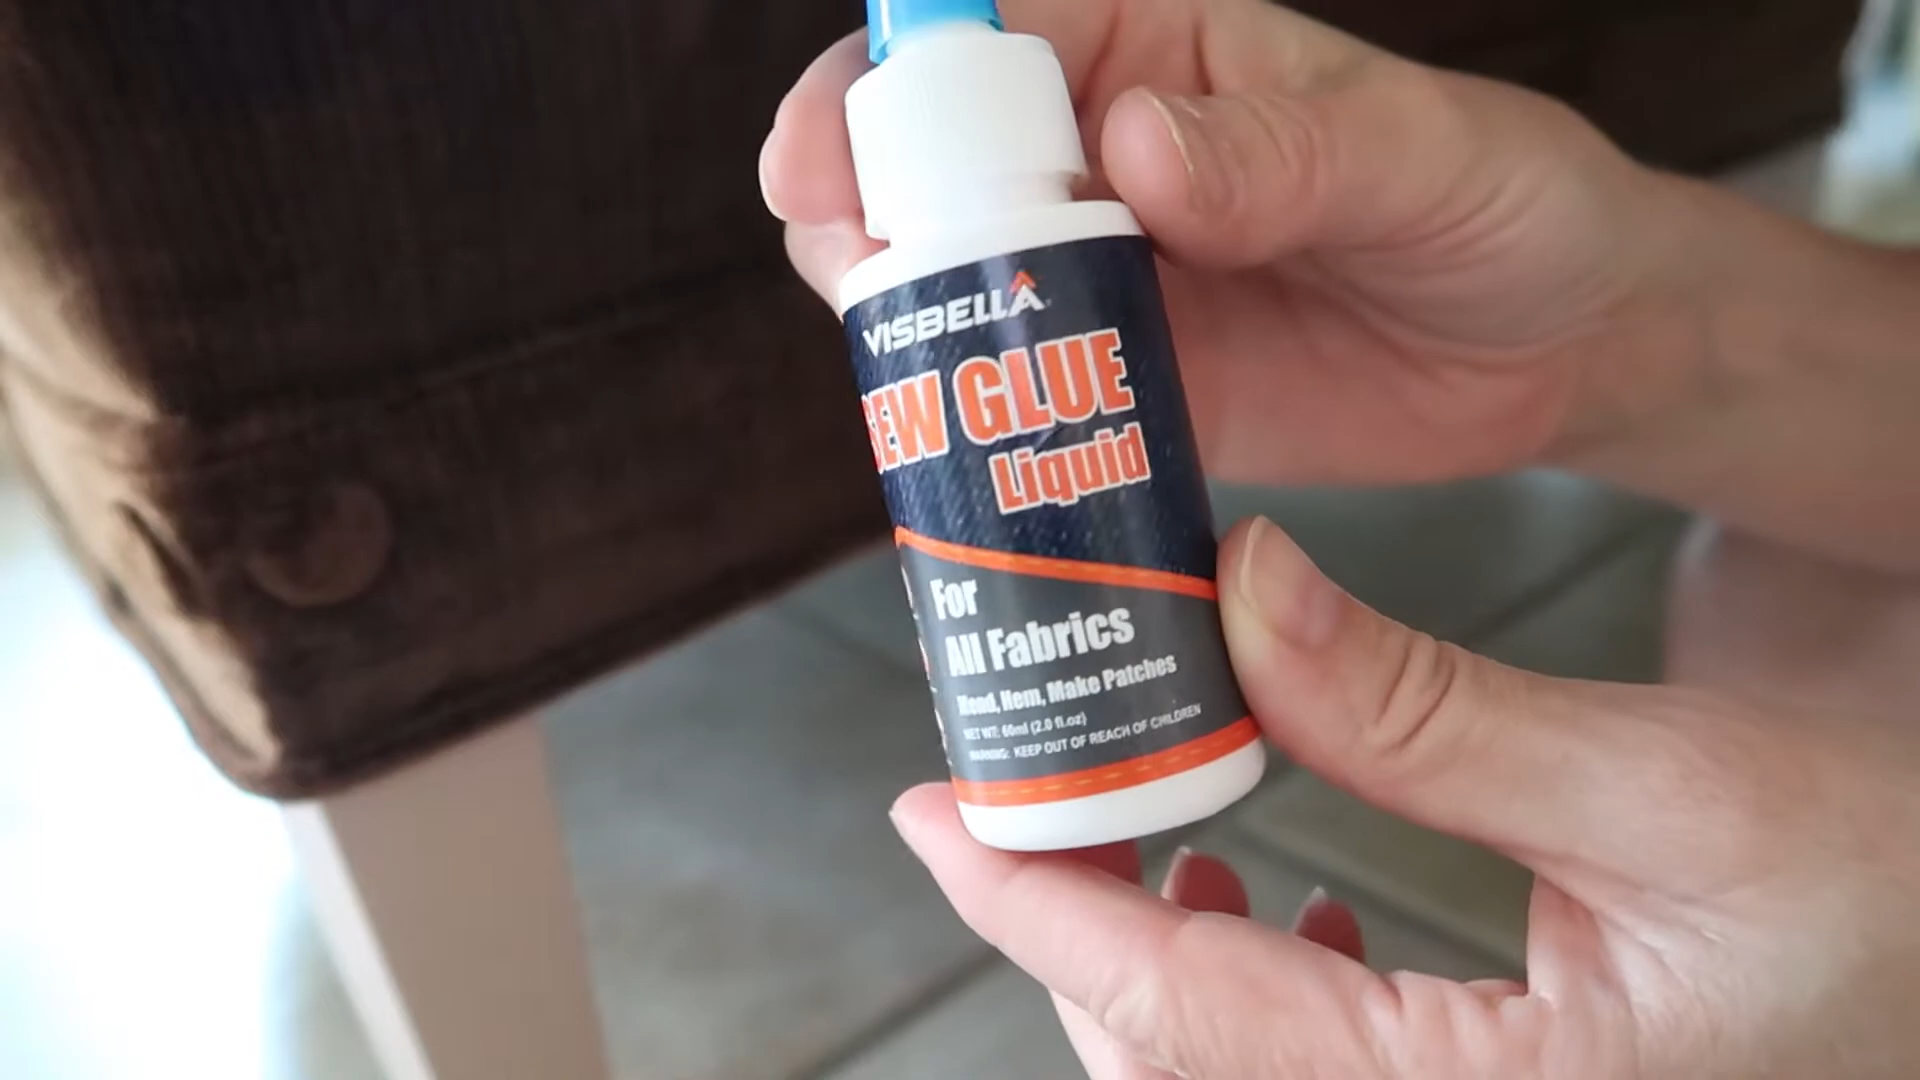 VISBELLA
SEW GLUE
Liquid
For
All Fabrics
Mend, Hem, Make Patches
NET WT: 60ml (2.0 fl.oz)
WARNING: KEEP OUT OF REACH OF CHILDREN